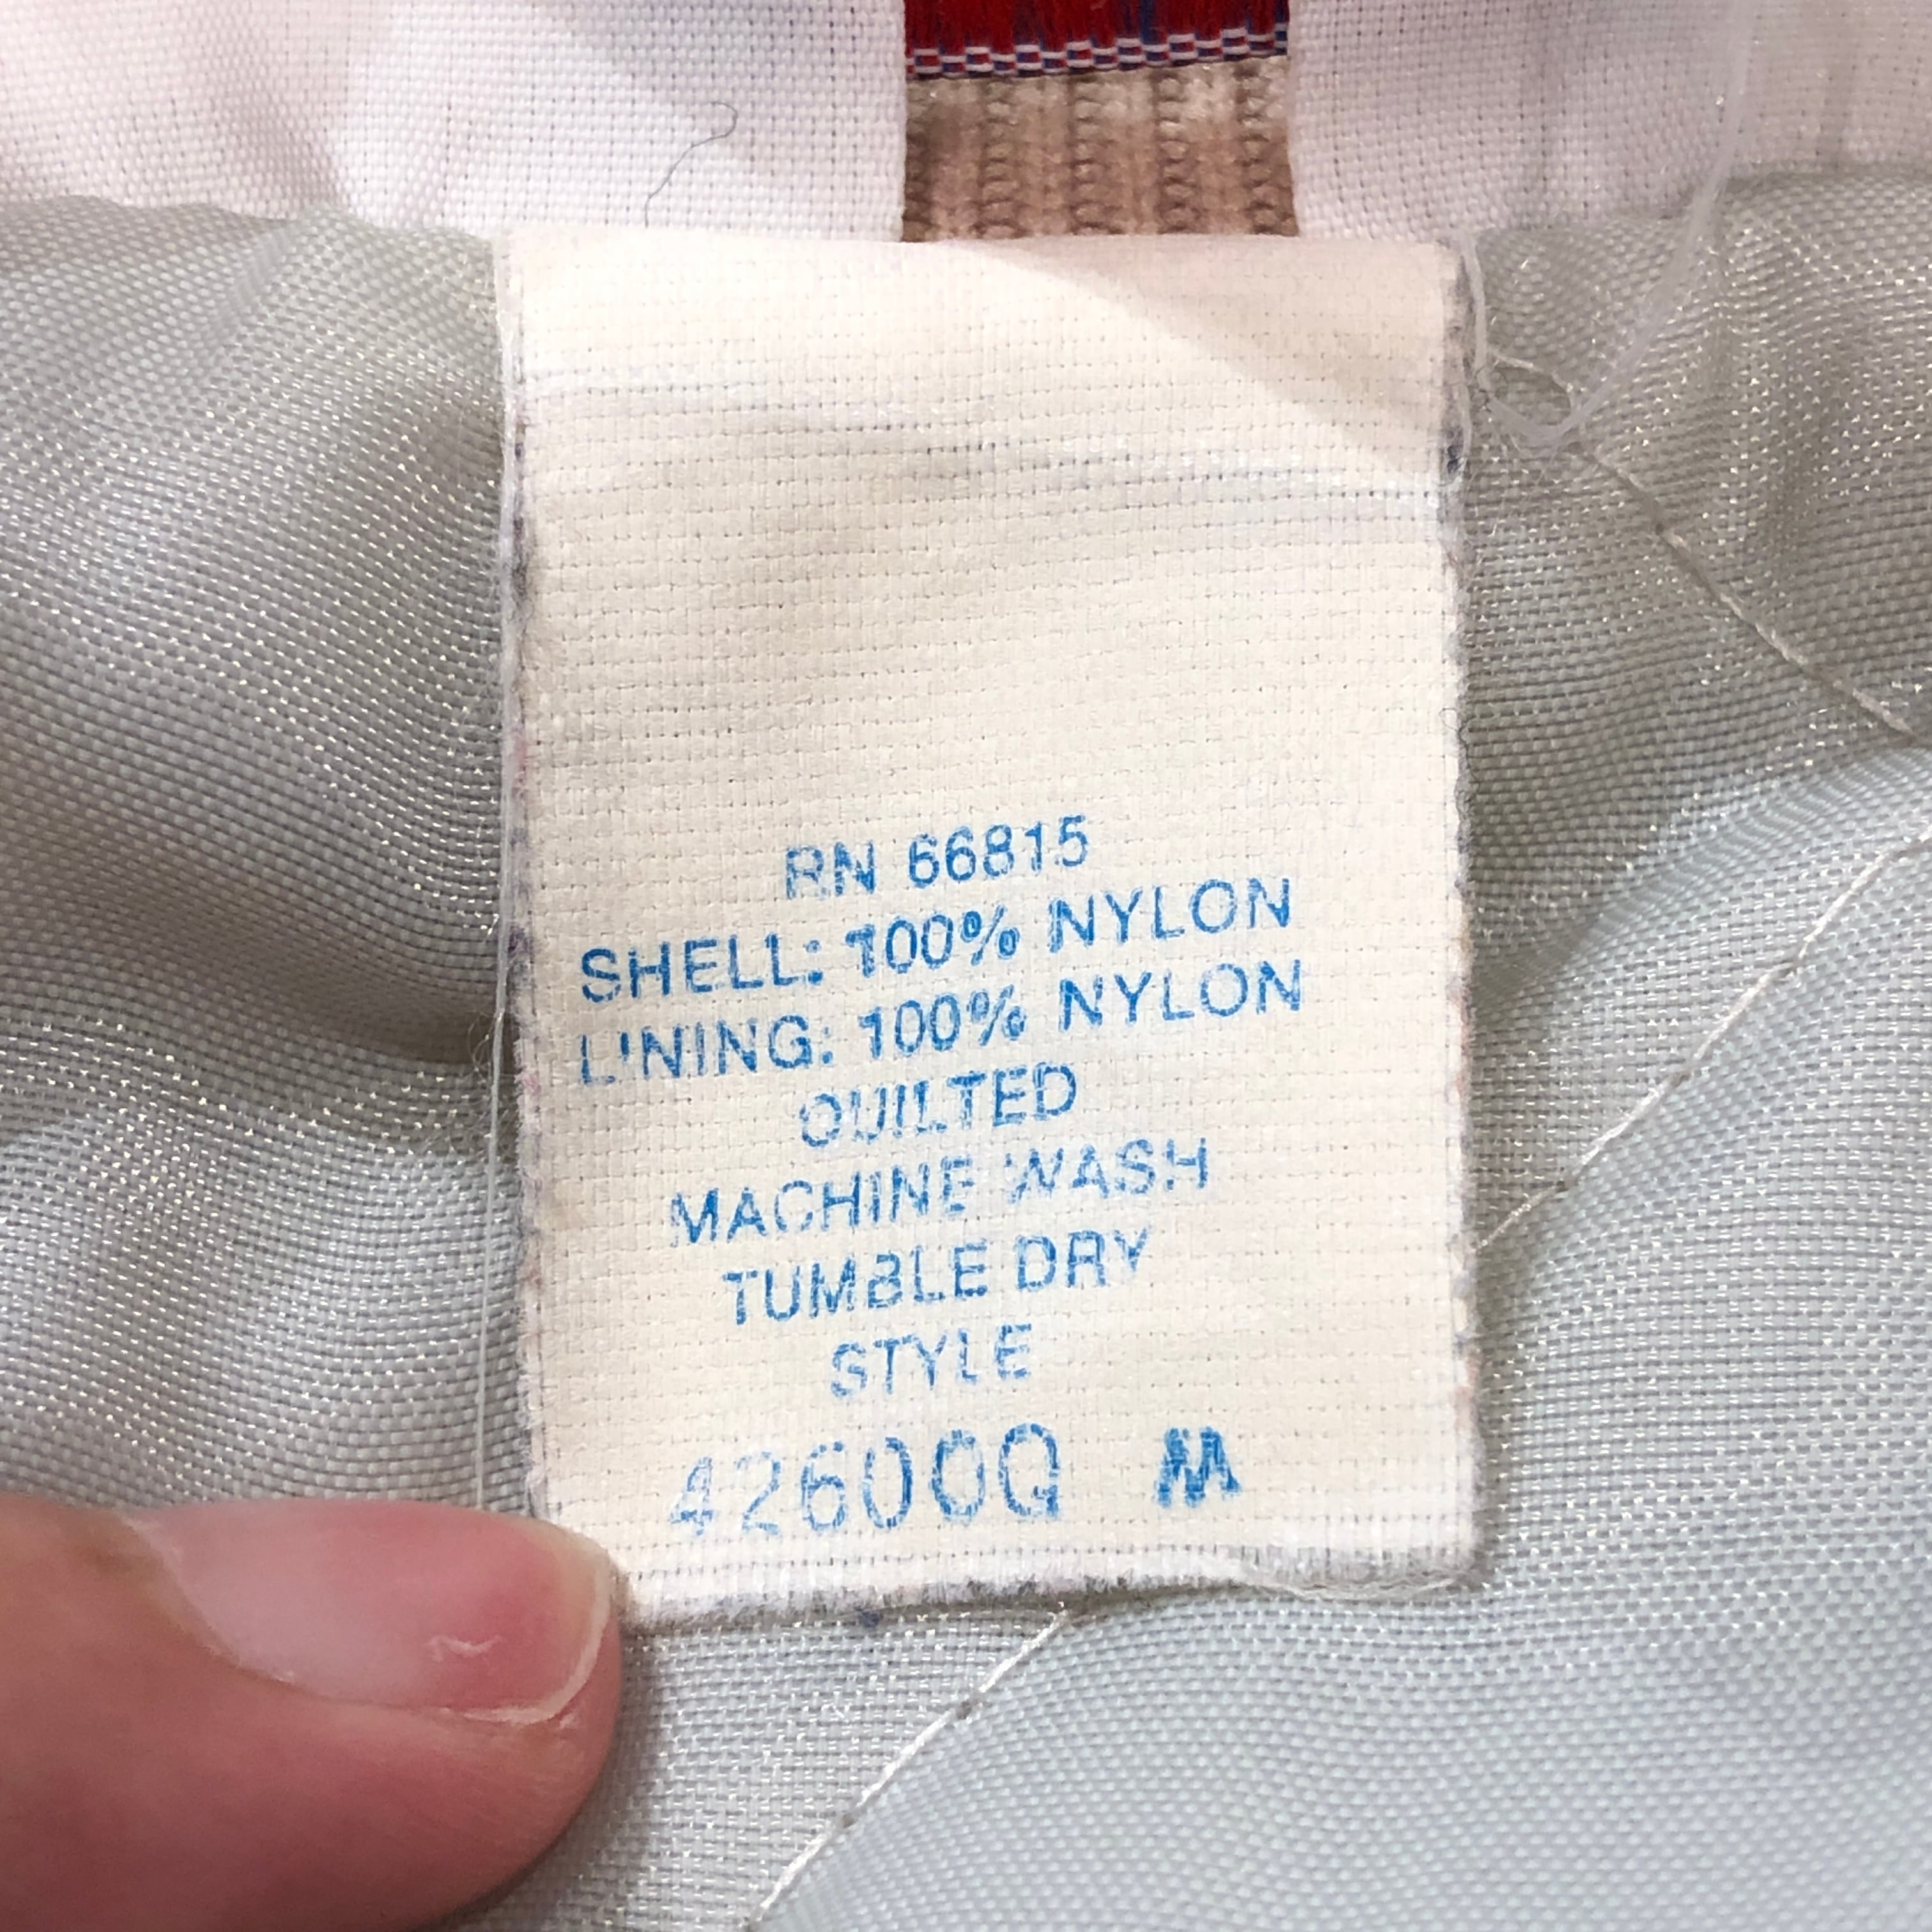 RN 66815
SHELL: 100% NYLON
LINING: 100% NYLON
QUILTED
MACHINE WASH
TUMBLE DRY
STYLE
42600Q M